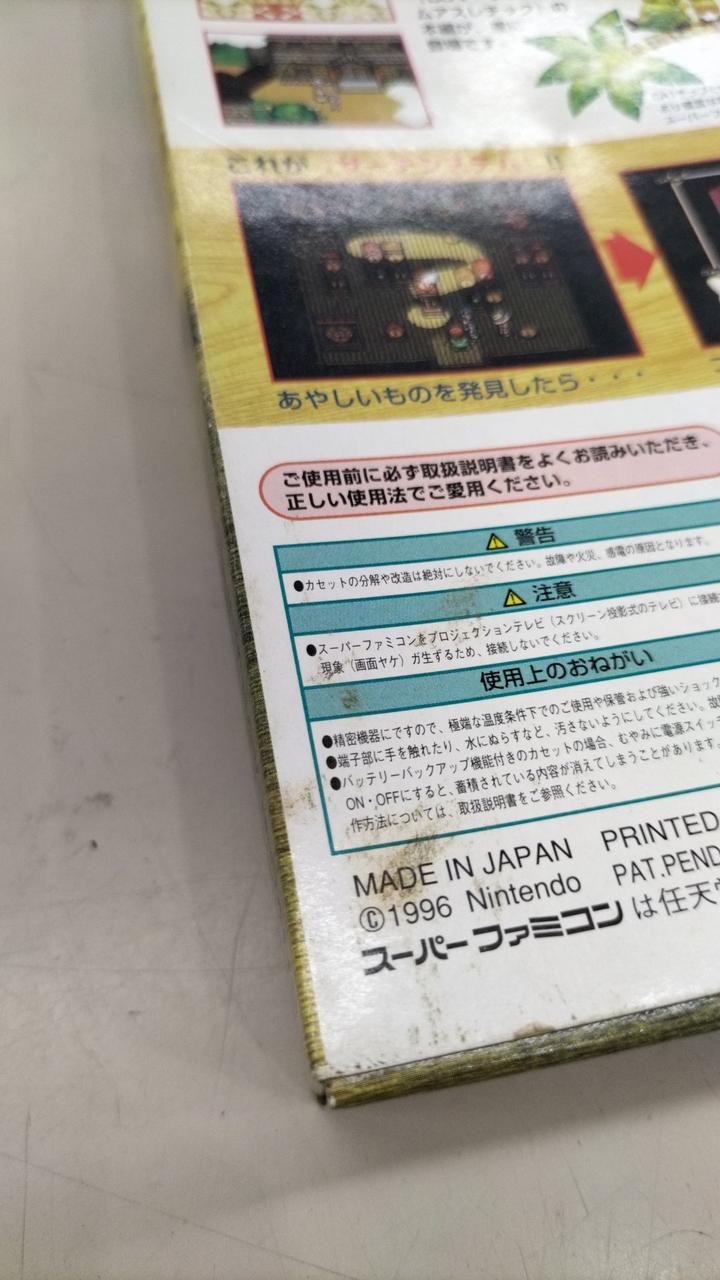 ムアスレチック)の
これが サーチシステム !!
あやしいものを発見したら・・・
ご使用前に必ず取扱説明書をよくお読みいただき、
正しい使用法でご愛用ください。
警告
●カセットの分解や改造は絶対にしないでください。故障や火災、感電の原因となります。
注意
●スーパーファミコンをプロジェクションテレビ(スクリーン投影式のテレビ)に接続
現象(画面ヤケ)が生ずるため、接続しないでください。
使用上のおねがい
●精密機器にですので、極端な温度条件下でのご使用や保管および強いショック
●端子部に手を触れたり、水にぬらすなど、汚さないようにしてください。故
●バッテリーバックアップ機能付きのカセットの場合、むやみに電源スイッ
ON・OFFにすると、蓄積されている内容が消えてしまうことがあります。
作方法については、取扱説明書をご参照ください。
MADE IN JAPAN PRINTED
©1996 Nintendo PAT.PEND
スーパーファミコン は任天